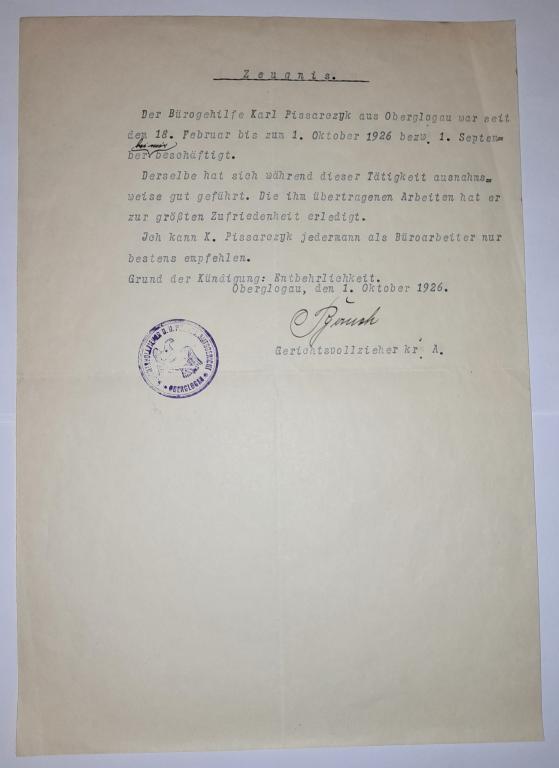 Zeugnis.
Der Bürogehilfe Karl Pissarczyk aus Oberglogau war seit
dem 18. Februar bis zum 1. Oktober 1926 bezw. 1. Septem=
bei mir
ber beschäftigt.
Derselbe hat sich während dieser Tätigkeit ausnahms=
weise gut geführt. Die ihm übertragenen Arbeiten hat er
zur größten Zufriedenheit erledigt.
Jch kann K. Pissarczyk jedermann als Büroarbeiter nur
bestens empfehlen.
Grund der Kündigung: Entbehrlichkeit.
Oberglogau, den 1. Oktober 1926.
Gerichtsvollzieher kr. A.
OBERGLOGAU